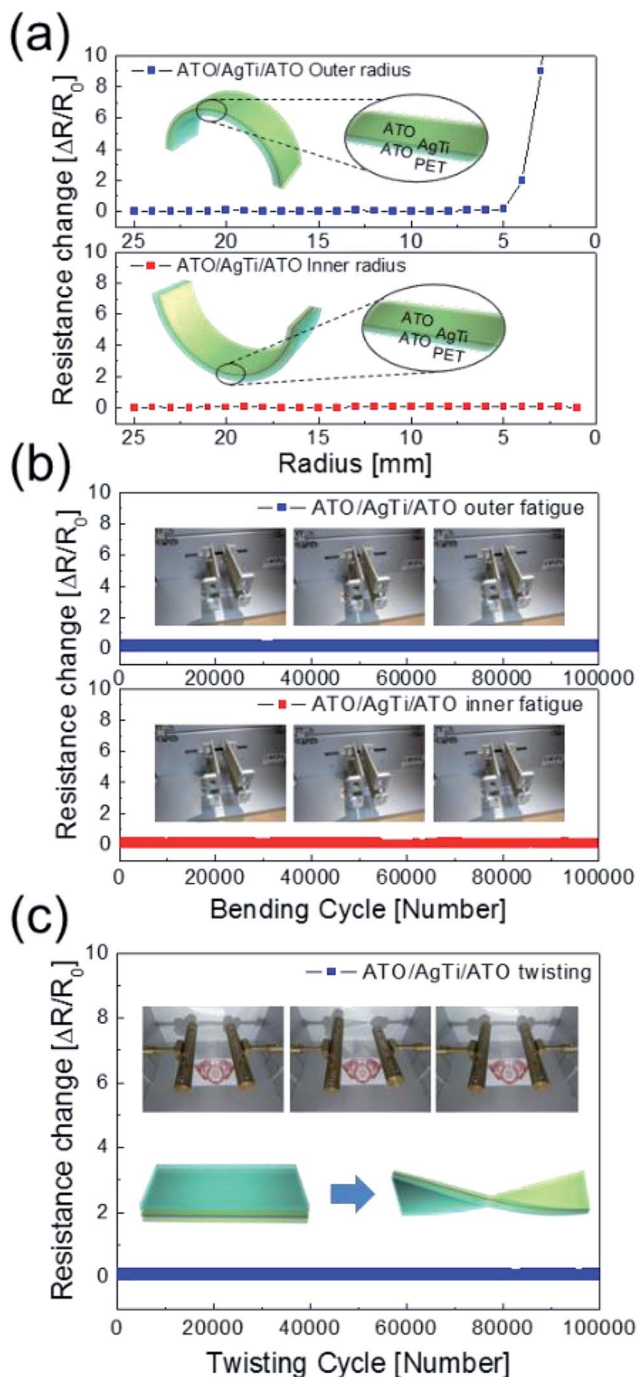 (a)
10
8
6
4
2
0
ATO/AgTi/ATO Outer radius
ATO
AgTi
ATO
PET
25 20 15 10 5 0
Resistance change [ΔR/R0]
10
8
6
4
2
0
ATO/AgTi/ATO Inner radius
ATO
AgTi
ATO
PET
25 20 15 10 5 0
Radius [mm]
(b)
10
8
6
4
2
0
ATO/AgTi/ATO outer fatigue
0 20000 40000 60000 80000 100000
Resistance change [ΔR/R0]
10
8
6
4
2
0
ATO/AgTi/ATO inner fatigue
0 20000 40000 60000 80000 100000
Bending Cycle [Number]
(c)
10
8
6
4
2
0
ATO/AgTi/ATO twisting
Resistance change [ΔR/R0]
0 20000 40000 60000 80000 100000
Twisting Cycle [Number]